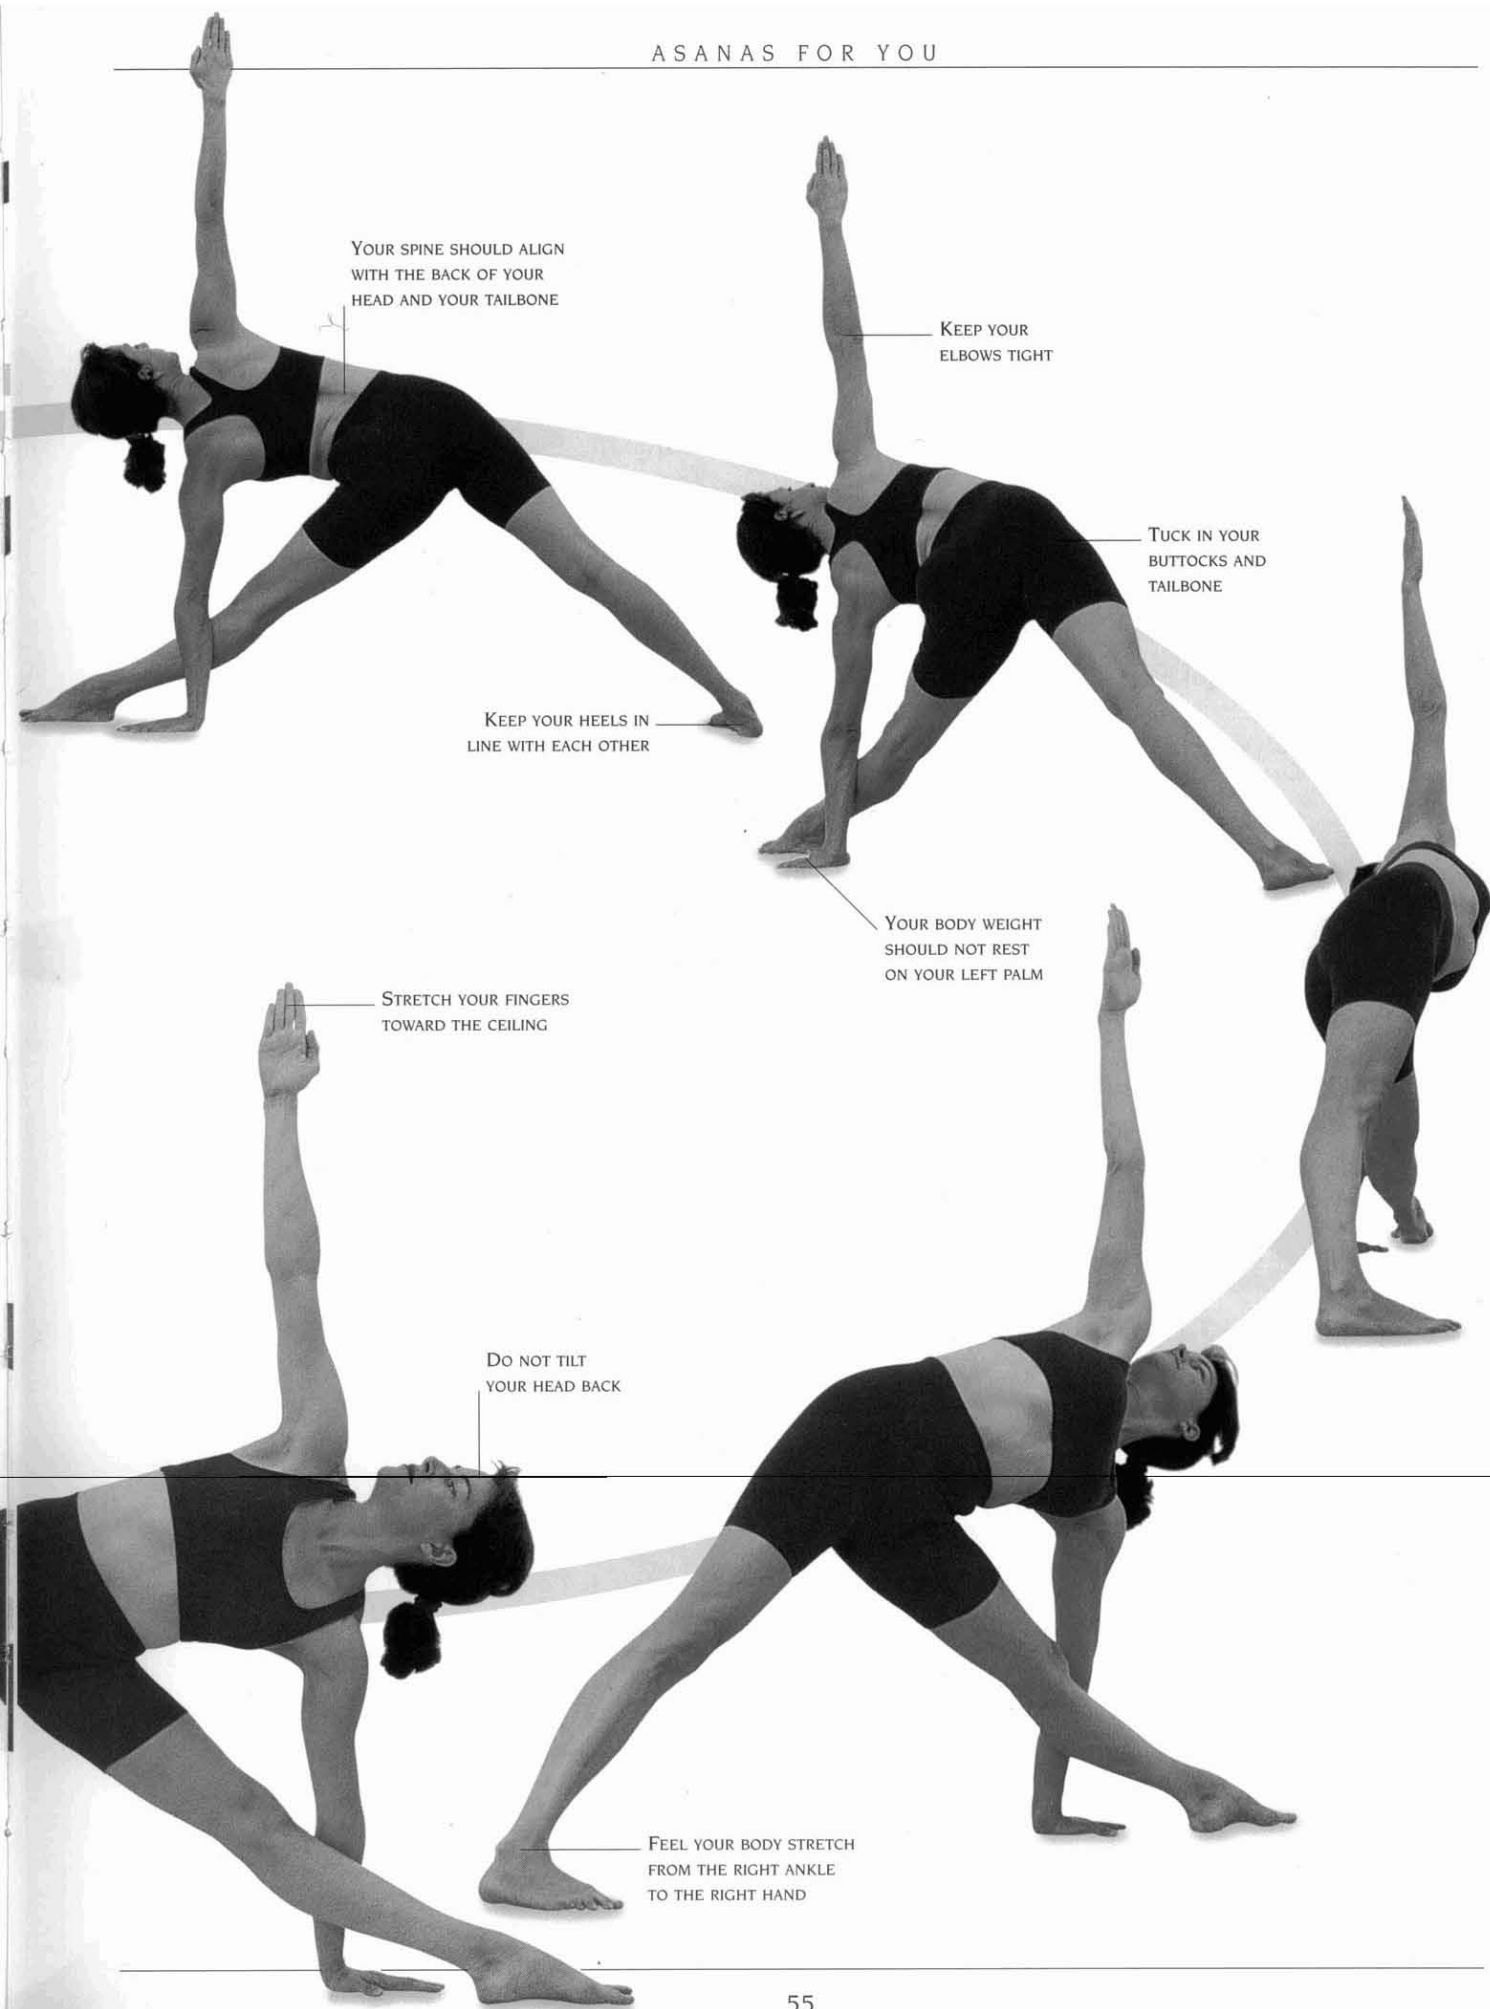 ASANAS FOR YOU
YOUR SPINE SHOULD ALIGN
WITH THE BACK OF YOUR
HEAD AND YOUR TAILBONE
KEEP YOUR
ELBOWS TIGHT
TUCK IN YOUR
BUTTOCKS AND
TAILBONE
KEEP YOUR HEELS IN
LINE WITH EACH OTHER
YOUR BODY WEIGHT
SHOULD NOT REST
ON YOUR LEFT PALM
STRETCH YOUR FINGERS
TOWARD THE CEILING
DO NOT TILT
YOUR HEAD BACK
FEEL YOUR BODY STRETCH
FROM THE RIGHT ANKLE
TO THE RIGHT HAND
55